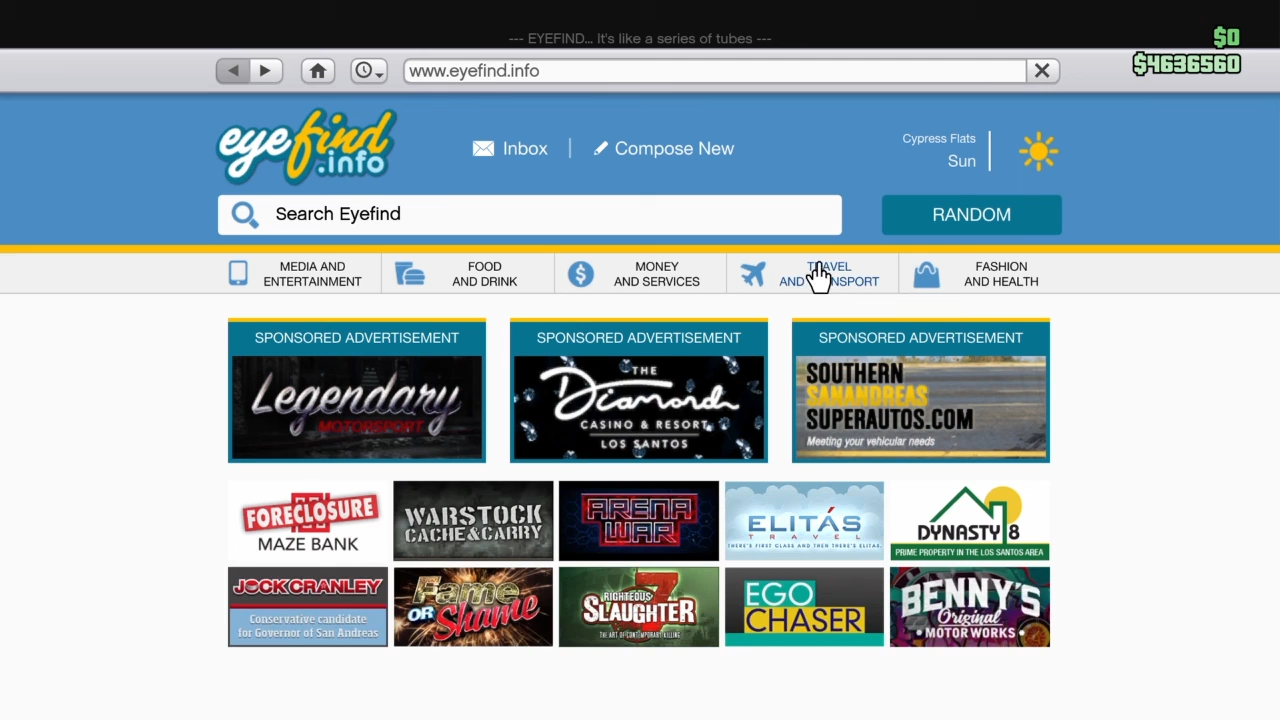 --- EYEFIND... It's like a series of tubes ---
$0
$4636560
www.eyefind.info
eyefind
.info
Inbox
Compose New
Cypress Flats
Sun
Search Eyefind
RANDOM
MEDIA AND
ENTERTAINMENT
FOOD
AND DRINK
MONEY
AND SERVICES
TRAVEL
AND TRANSPORT
FASHION
AND HEALTH
SPONSORED ADVERTISEMENT
Legendary
MOTORSPORT
SPONSORED ADVERTISEMENT
THE
Diamond
CASINO & RESORT
LOS SANTOS
SPONSORED ADVERTISEMENT
SOUTHERN
SANANDREAS
SUPERAUTOS.COM
Meeting your vehicular needs
FORECLOSURE
MAZE BANK
WARSTOCK
CACHE&CARRY
ARENA
WAR
ELITÁS
TRAVEL
THERE'S FIRST CLASS AND THEN THERE'S ELITAS.
DYNASTY 8
PRIME PROPERTY IN THE LOS SANTOS AREA
JOCK CRANLEY
Conservative candidate
for Governor of San Andreas
Fame
OR Shame
RIGHTEOUS
SLAUGHTER
7
THE ART OF CONTEMPORARY KILLING
EGO
CHASER
BENNY'S
Original
MOTOR WORKS